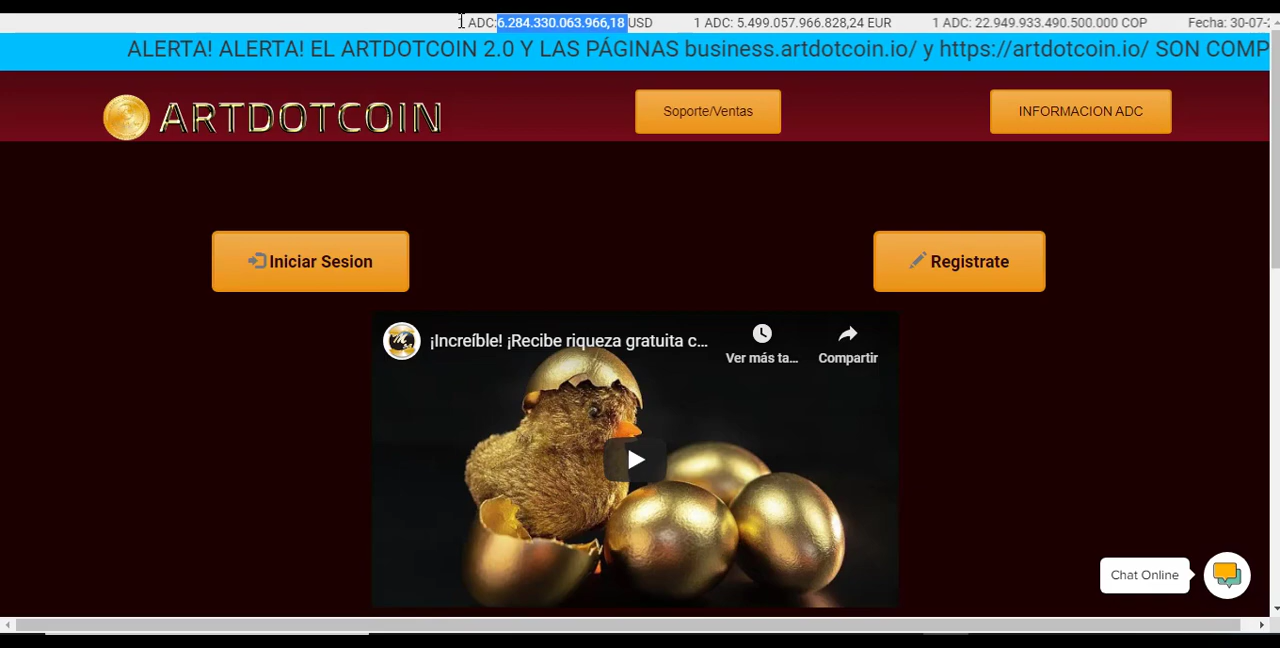 1 ADC:6.284.330.063.966,18 USD 1 ADC: 5.499.057.966.828,24 EUR 1 ADC: 22.949.933.490.500.000 COP Fecha: 30-07-2
ALERTA! ALERTA! EL ARTDOTCOIN 2.0 Y LAS PÁGINAS business.artdotcoin.io/ y https://artdotcoin.io/ SON COMP
ARTDOTCOIN
Soporte/Ventas
INFORMACION ADC
Iniciar Sesion
Registrate
¡Increíble! ¡Recibe riqueza gratuita c...
Ver más ta...
Compartir
Chat Online